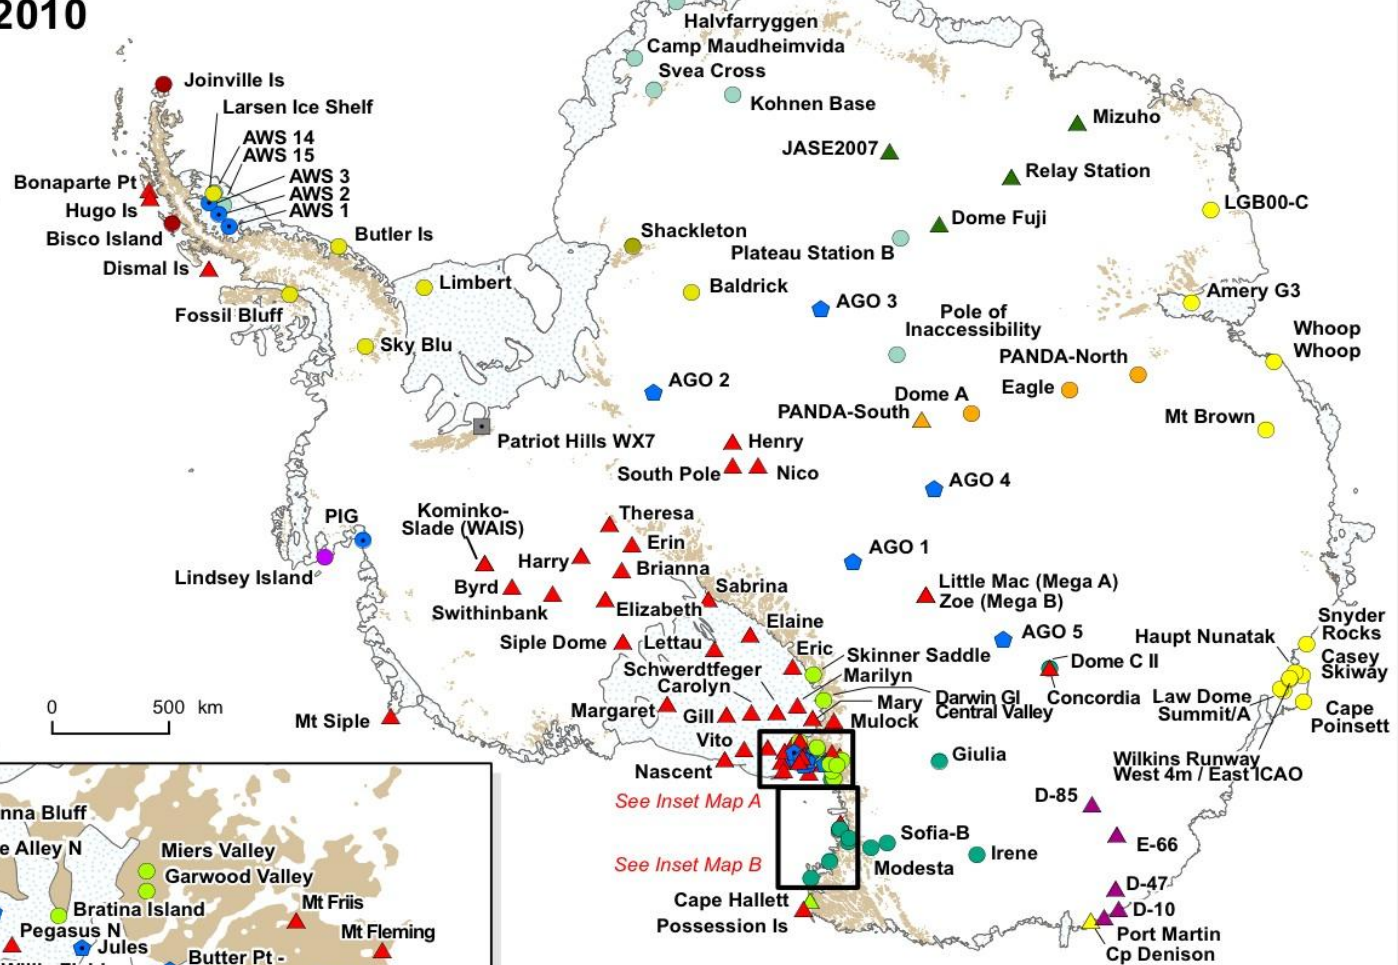 2010
Halvfarryggen
Camp Maudheimvida
Svea Cross
Kohnen Base
Joinville Is
Larsen Ice Shelf
AWS 14
AWS 15
AWS 3
AWS 2
AWS 1
Bonaparte Pt
Hugo Is
Bisco Island
Dismal Is
Butler Is
Fossil Bluff
Limbert
Sky Blu
Mizuho
JASE2007
Relay Station
Dome Fuji
LGB00-C
Shackleton
Plateau Station B
Baldrick
AGO 3
Amery G3
Pole of
Inaccessibility
Whoop
Whoop
PANDA-North
Eagle
Dome A
PANDA-South
AGO 2
Mt Brown
Patriot Hills WX7
Henry
South Pole
Nico
AGO 4
PIG
Lindsey Island
Kominko-
Slade (WAIS)
Theresa
Erin
Harry
Brianna
Byrd
Swithinbank
Elizabeth
Sabrina
AGO 1
Little Mac (Mega A)
Zoe (Mega B)
Siple Dome
Lettau
Elaine
Eric
Schwerdtfeger
Carolyn
Skinner Saddle
Marilyn
AGO 5
Dome C II
Concordia
Haupt Nunatak
Snyder
Rocks
Casey
Skiway
Law Dome
Summit/A
Cape
Poinsett
Margaret
Gill
Mary
Mulock
Darwin Gl
Central Valley
0 500 km
Mt Siple
Vito
Nascent
Giulia
Wilkins Runway
West 4m / East ICAO
See Inset Map A
D-85
Sofia-B
E-66
See Inset Map B
Modesta
Irene
D-47
Cape Hallett
D-10
Possession Is
Port Martin
Cp Denison
nna Bluff
e Alley N
Miers Valley
Garwood Valley
Bratina Island
Mt Friis
Pegasus N
Jules
Mt Fleming
Butter Pt -